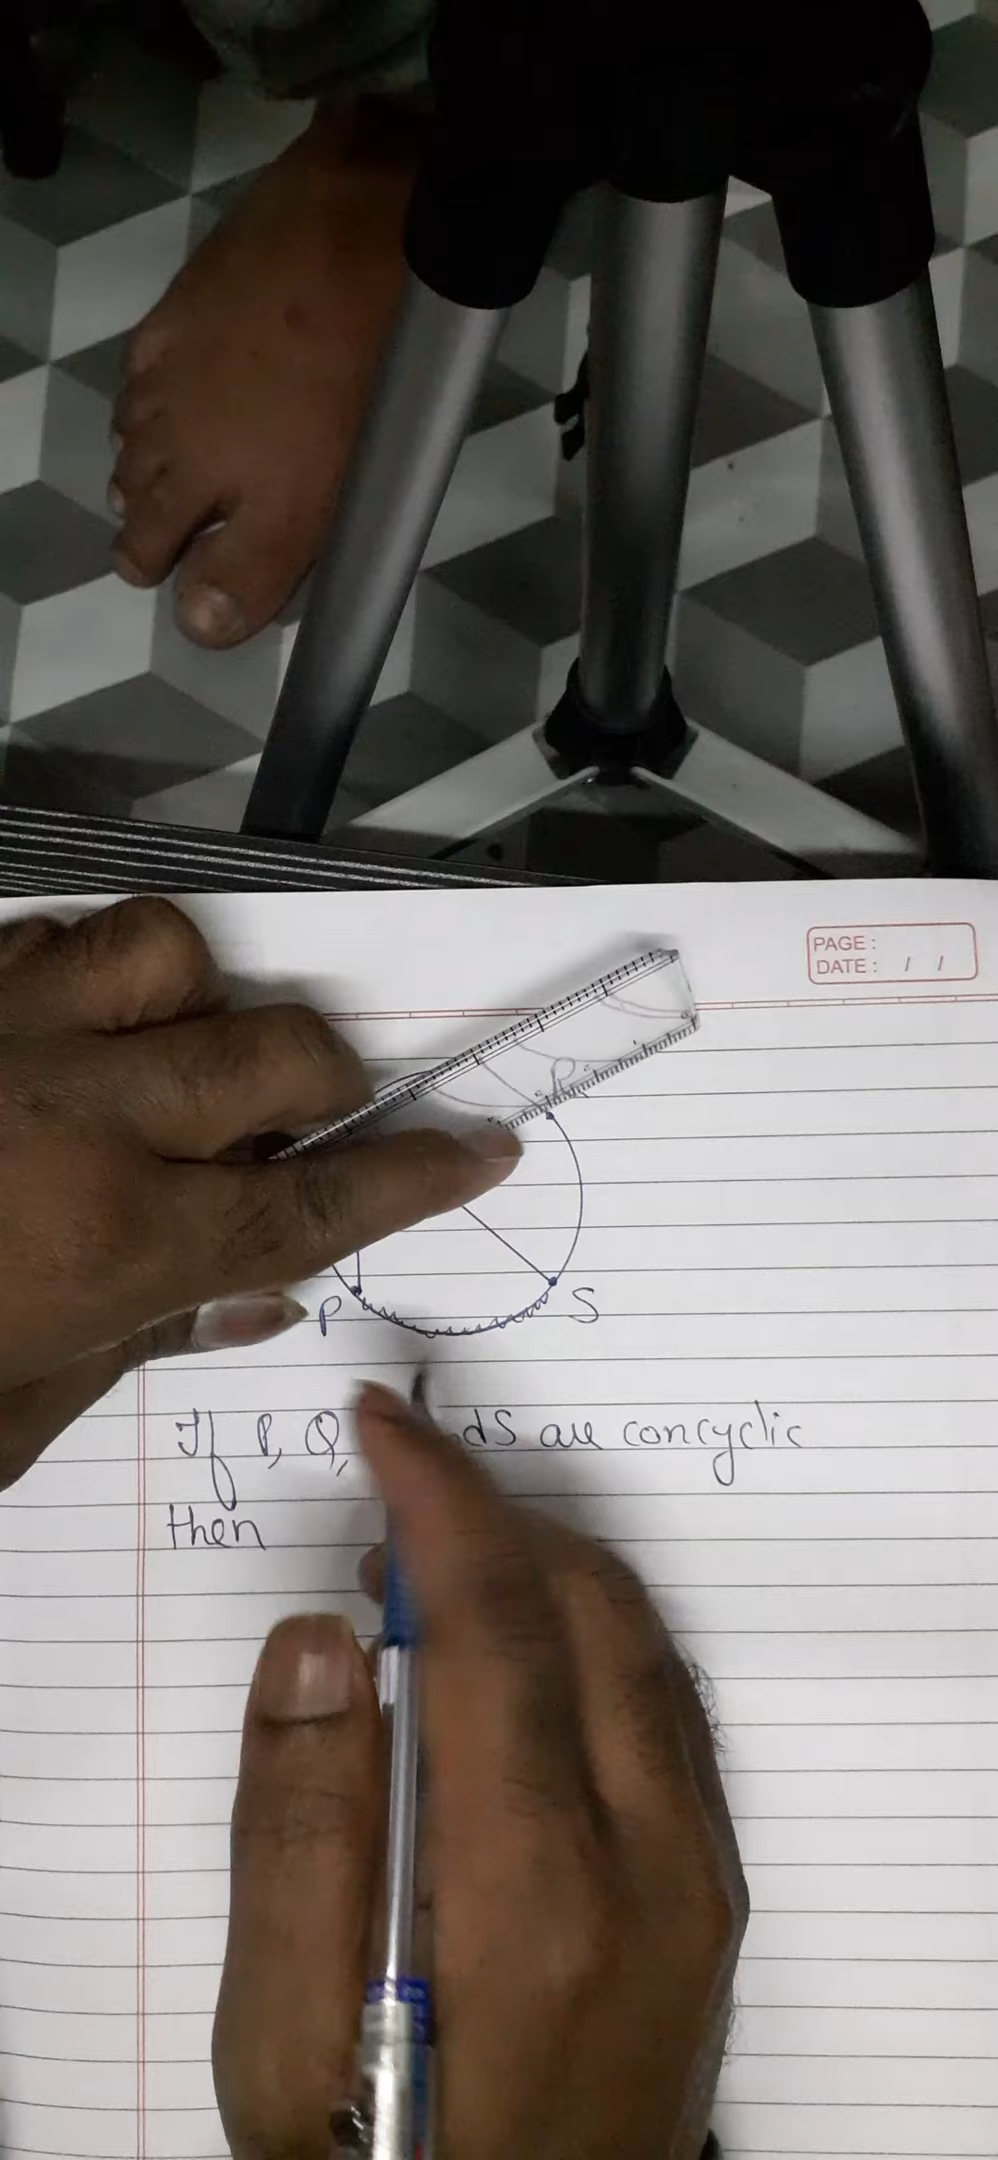 PAGE :
DATE : / /
R
P
S
If P, Q, dS are concyclic
then